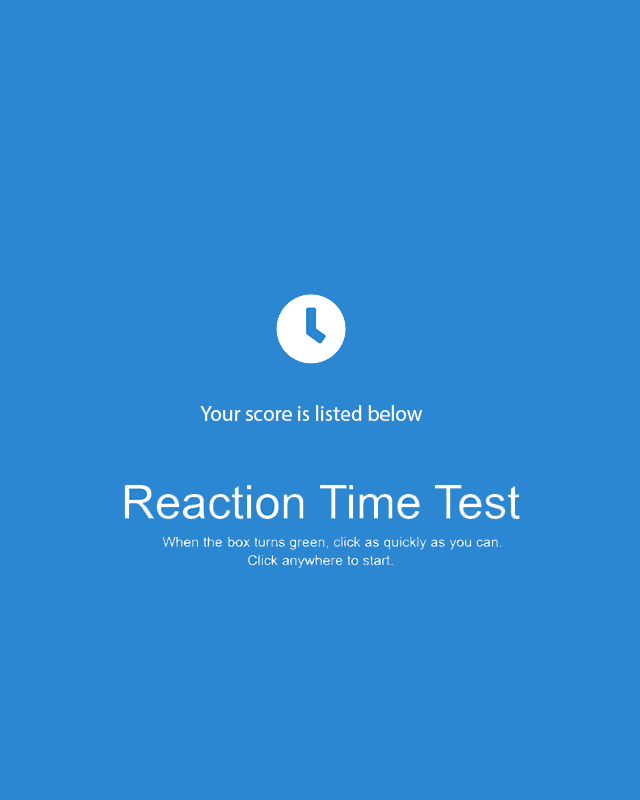 Your score is listed below
Reaction Time Test
When the box turns green, click as quickly as you can.
Click anywhere to start.